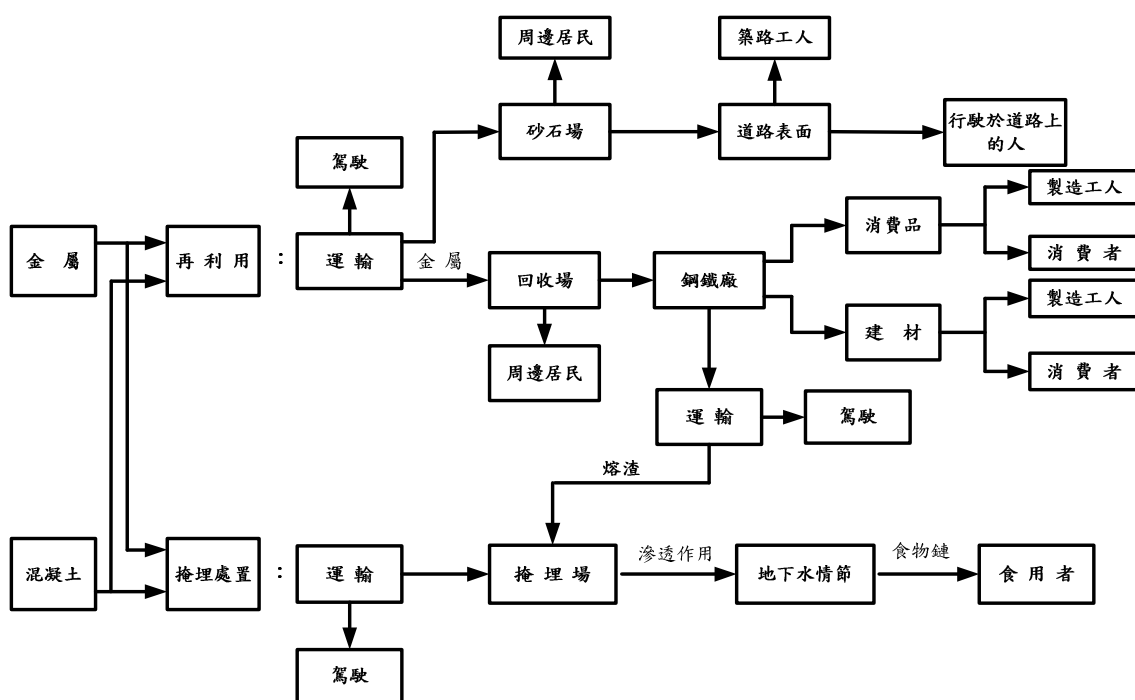 周邊居民
築路工人
砂石場
道路表面
行駛於道路上
的人
駕駛
製造工人
消費品
金 屬
再 利 用
:
運 輸
金 屬
回收場
鋼鐵廠
消 費 者
製造工人
建 材
周邊居民
消 費 者
運 輸
駕駛
熔渣
混凝土
掩埋處置
:
運 輸
掩 埋 場
滲透作用
地下水情節
食物鏈
食 用 者
駕駛